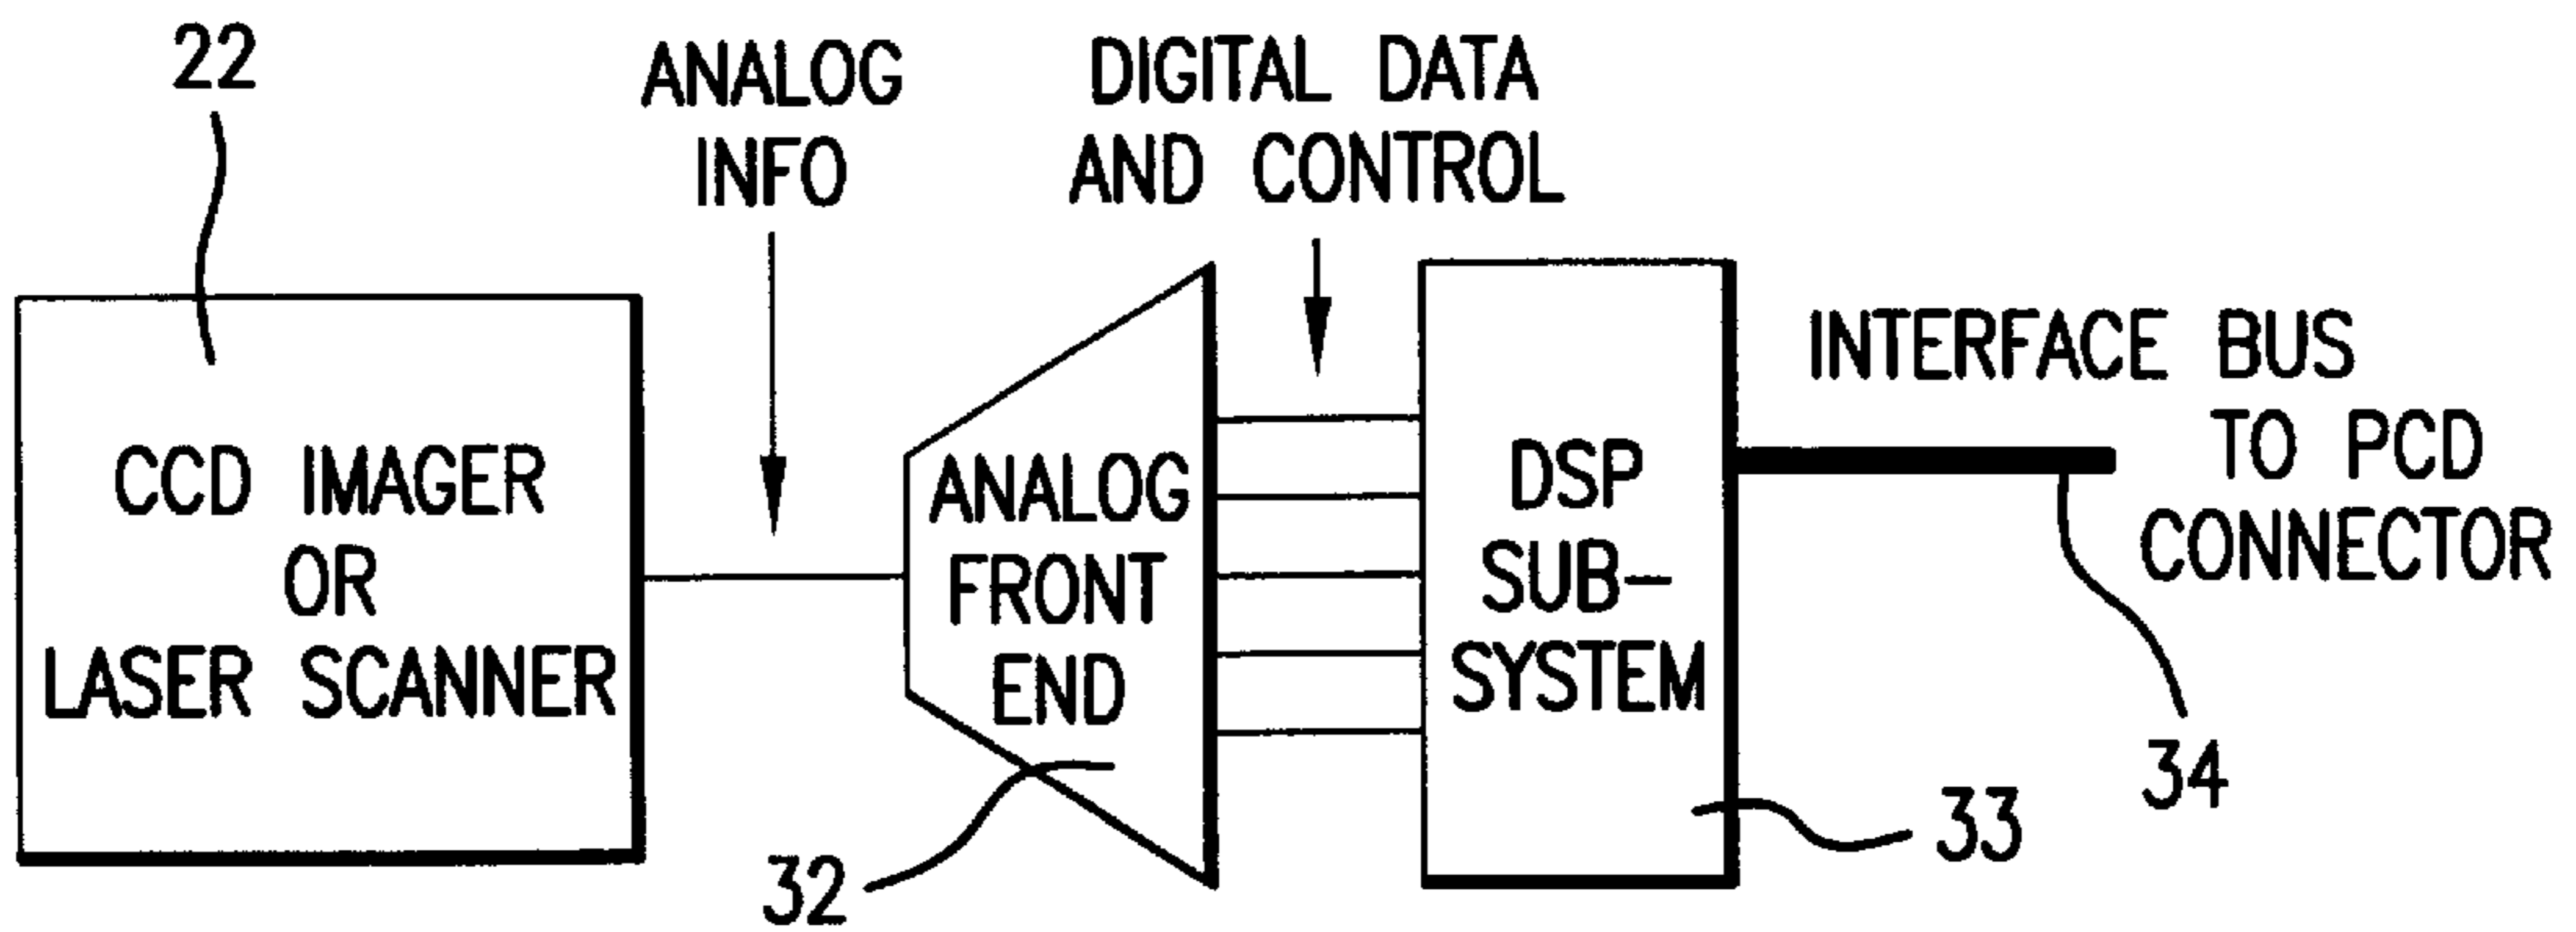 22
ANALOG
INFO
DIGITAL DATA
AND CONTROL
CCD IMAGER
OR
LASER SCANNER
ANALOG
FRONT
END
DSP
SUB-
SYSTEM
INTERFACE BUS
TO PCD
CONNECTOR
32
33
34